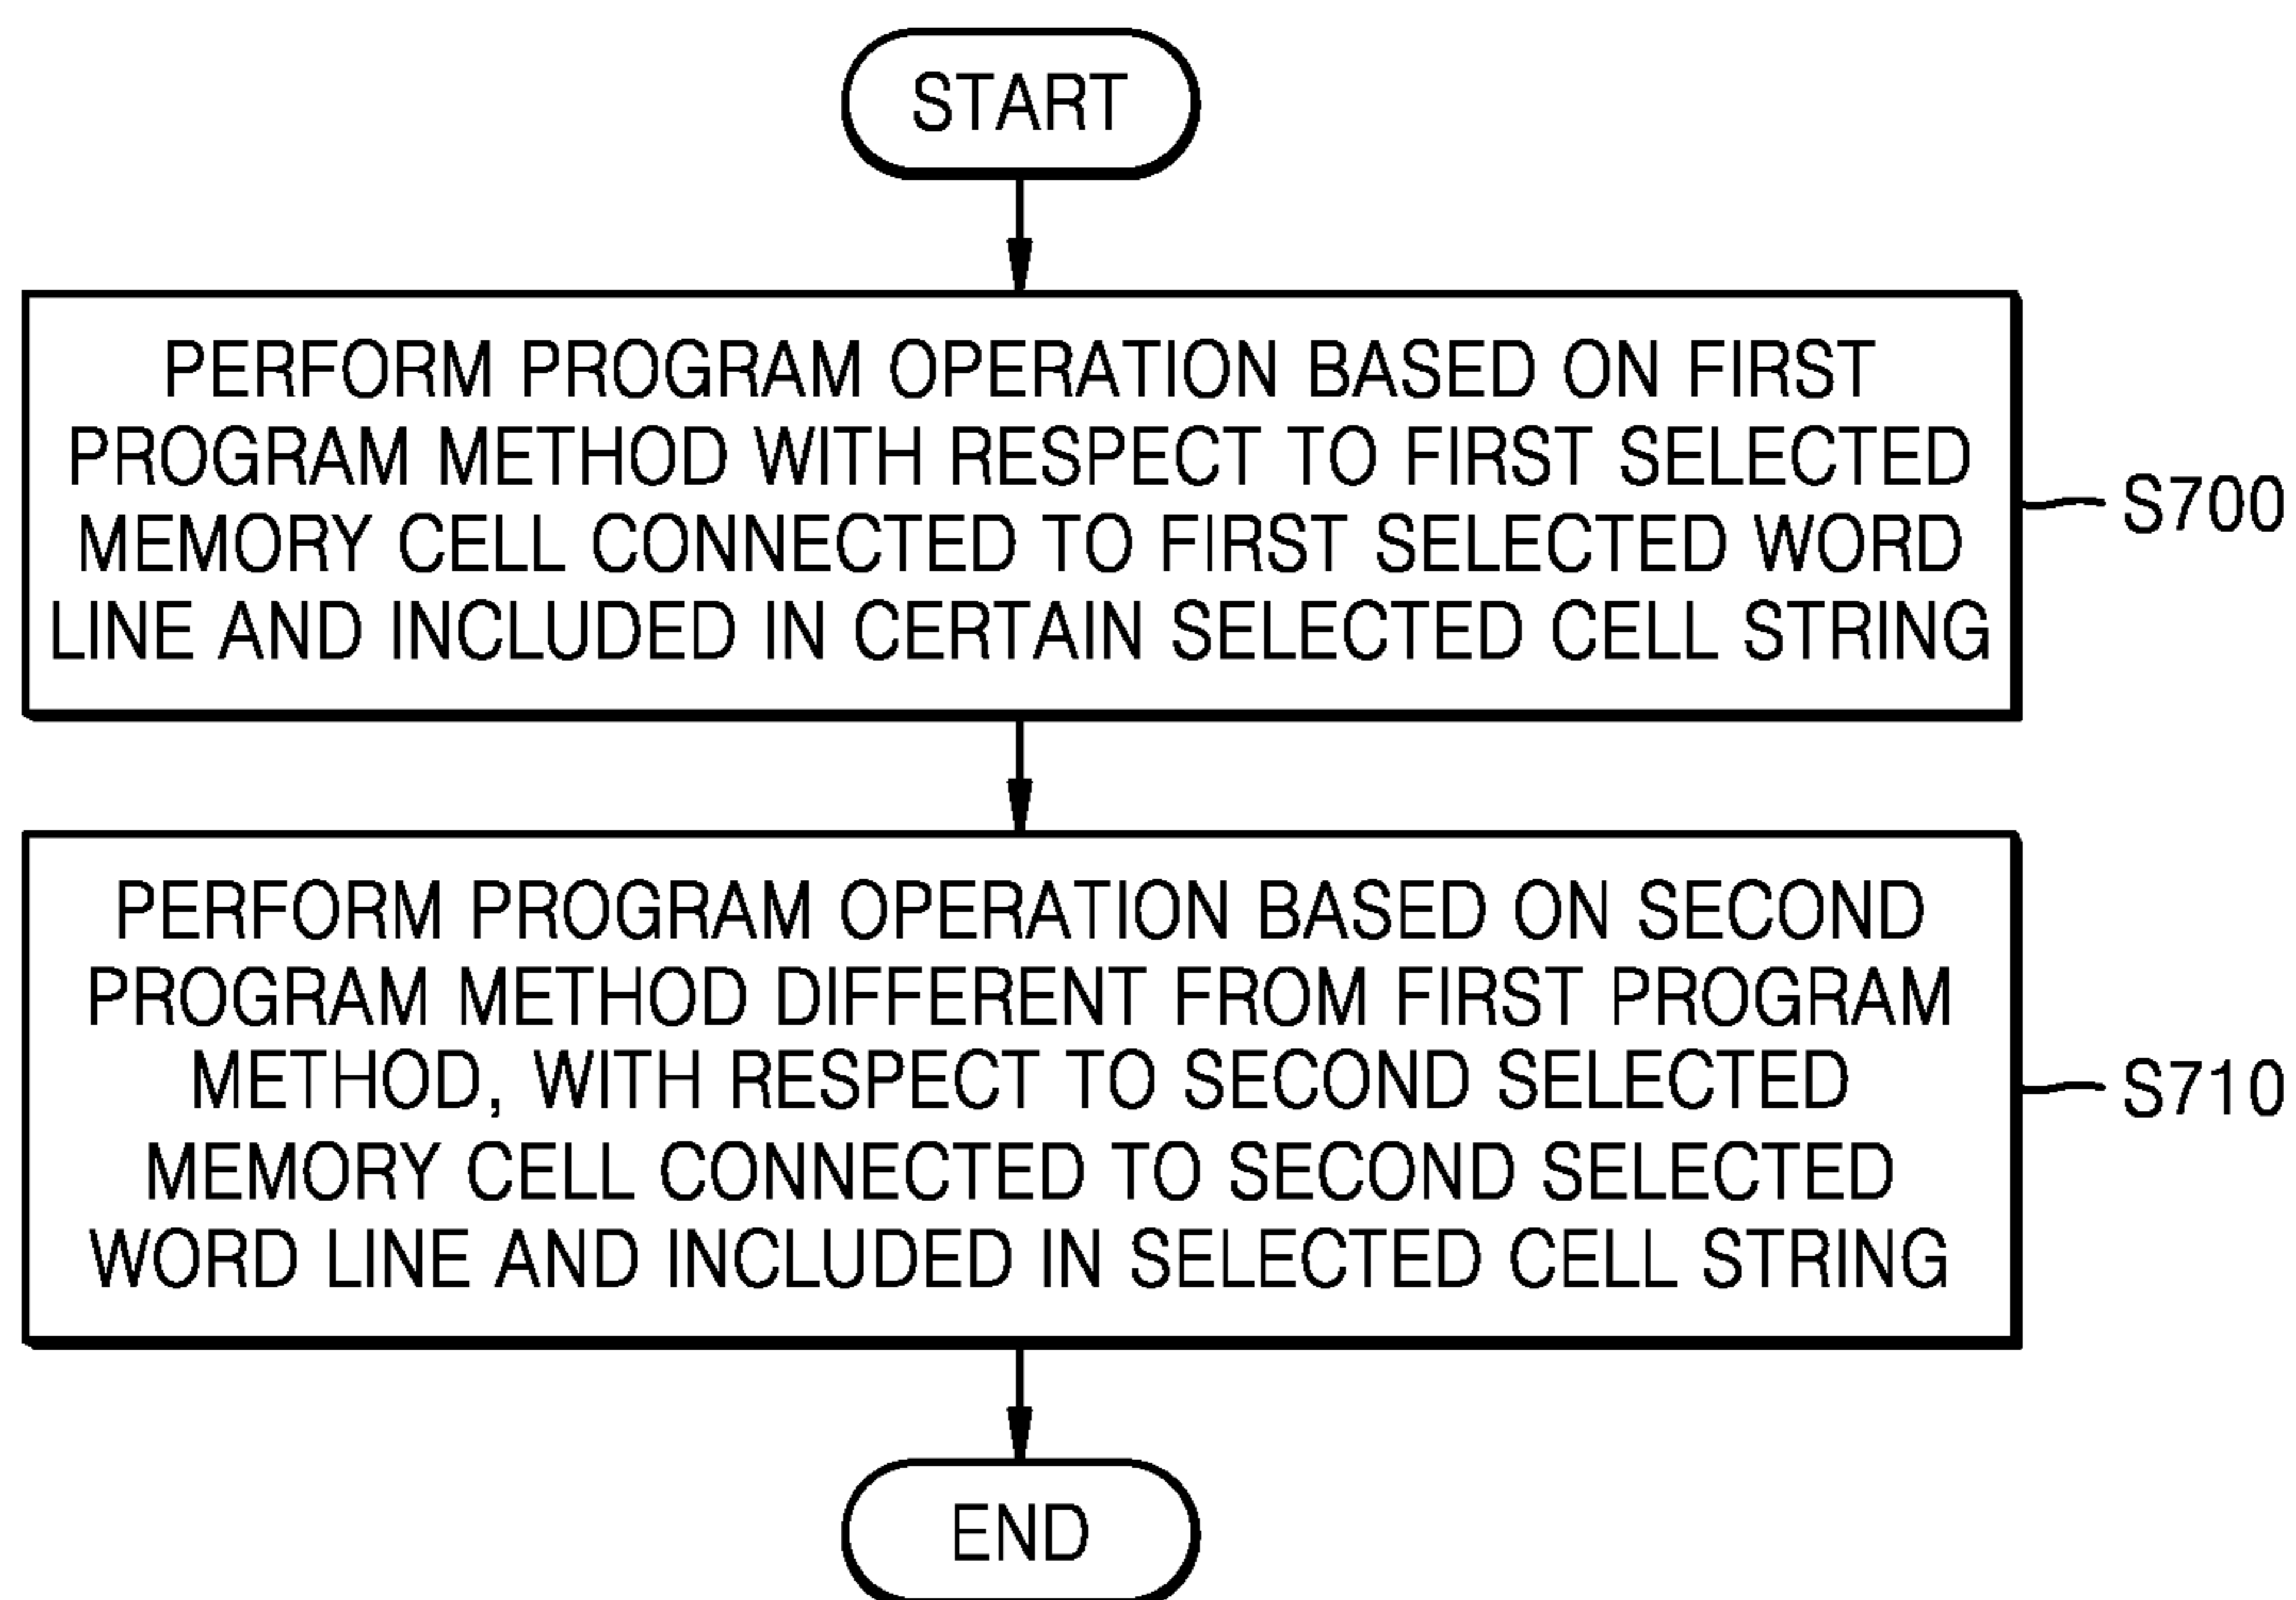 START
PERFORM PROGRAM OPERATION BASED ON FIRST
PROGRAM METHOD WITH RESPECT TO FIRST SELECTED
MEMORY CELL CONNECTED TO FIRST SELECTED WORD
LINE AND INCLUDED IN CERTAIN SELECTED CELL STRING
S700
PERFORM PROGRAM OPERATION BASED ON SECOND
PROGRAM METHOD DIFFERENT FROM FIRST PROGRAM
METHOD, WITH RESPECT TO SECOND SELECTED
MEMORY CELL CONNECTED TO SECOND SELECTED
WORD LINE AND INCLUDED IN SELECTED CELL STRING
S710
END